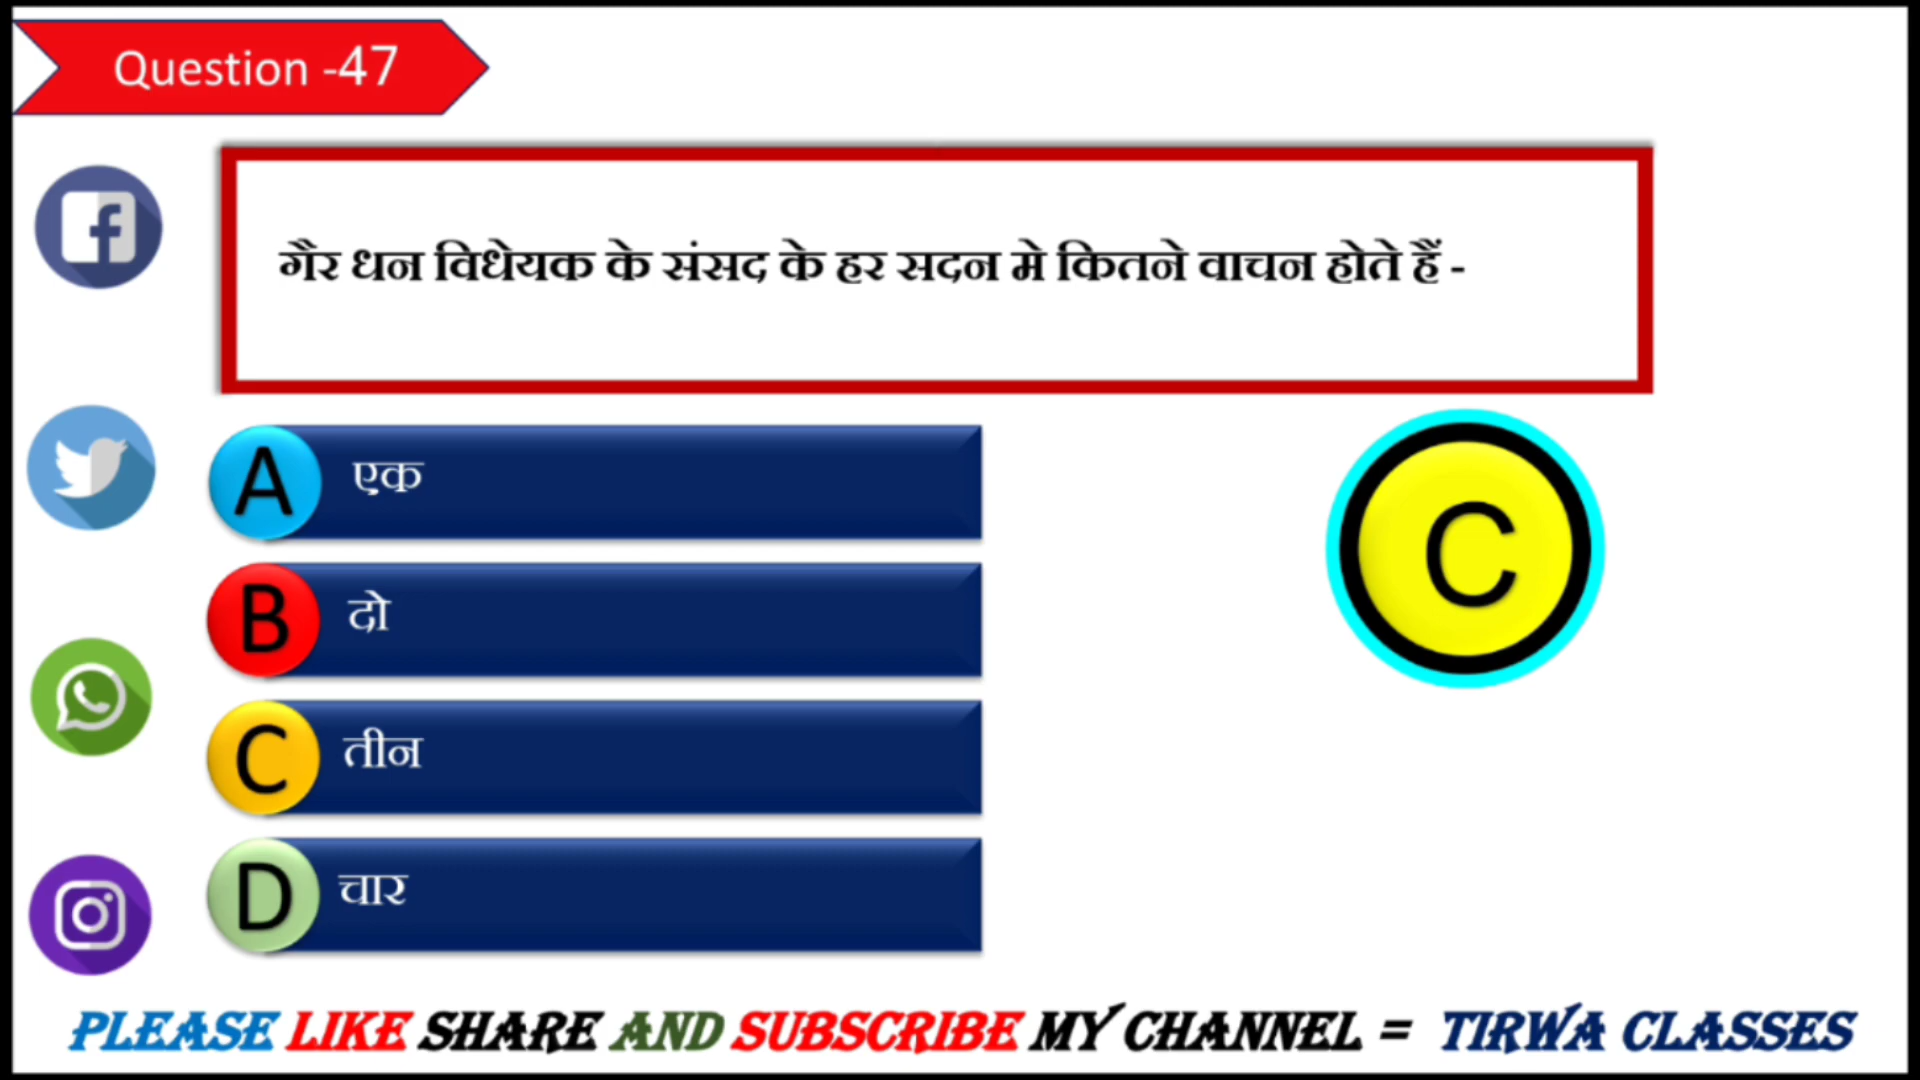 Question -47
गैर धन विधेयक के संसद के हर सदन मे कितने वाचन होते हैं -
A एक
B दो
C तीन
D चार
C
PLEASE LIKE SHARE AND SUBSCRIBE MY CHANNEL = TIRWA CLASSES